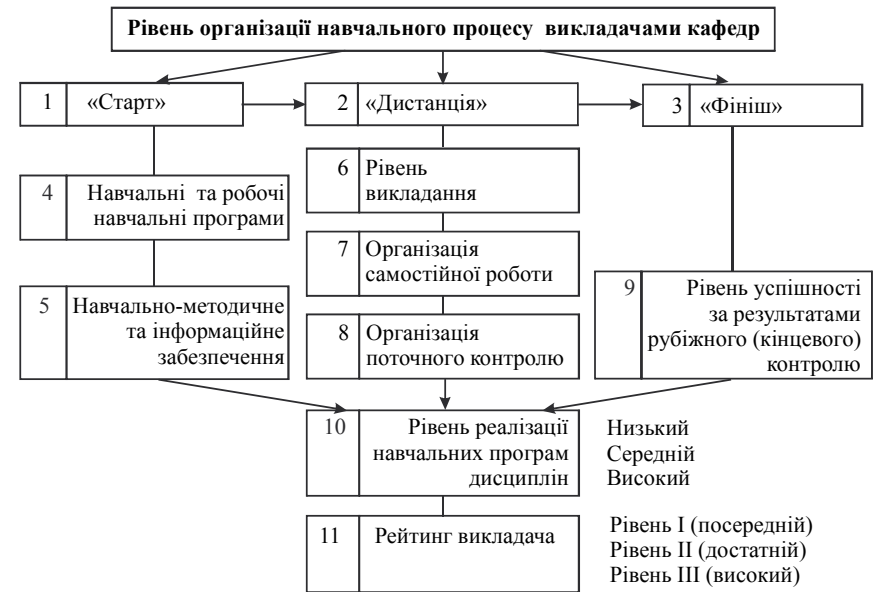 Рівень організації навчального процесу викладачами кафедр
1 «Старт»
2 «Дистанція»
3 «Фініш»
4 Навчальні та робочі
навчальні програми
5 Навчально-методичне
та інформаційне
забезпечення
6 Рівень
викладання
7 Організація
самостійної роботи
8 Організація
поточного контролю
9 Рівень успішності
за результатами
рубіжного (кінцевого)
контролю
10 Рівень реалізації
навчальних програм
дисциплін
Низький
Середній
Високий
11 Рейтинг викладача
Рівень I (посередній)
Рівень II (достатній)
Рівень III (високий)